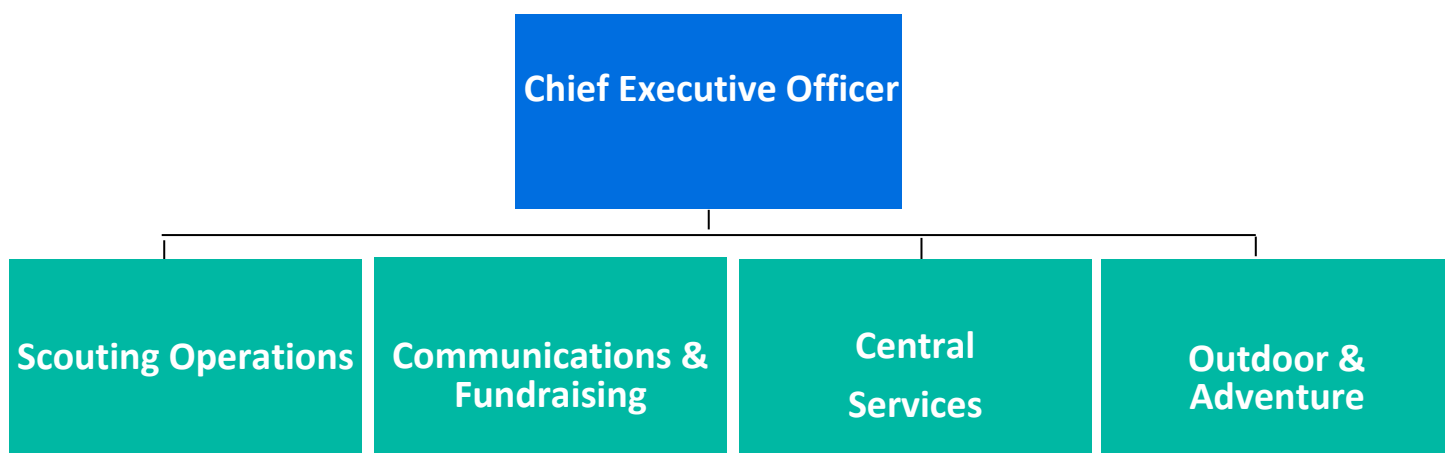 Chief Executive Officer
Scouting Operations
Communications &
Fundraising
Central
Services
Outdoor &
Adventure